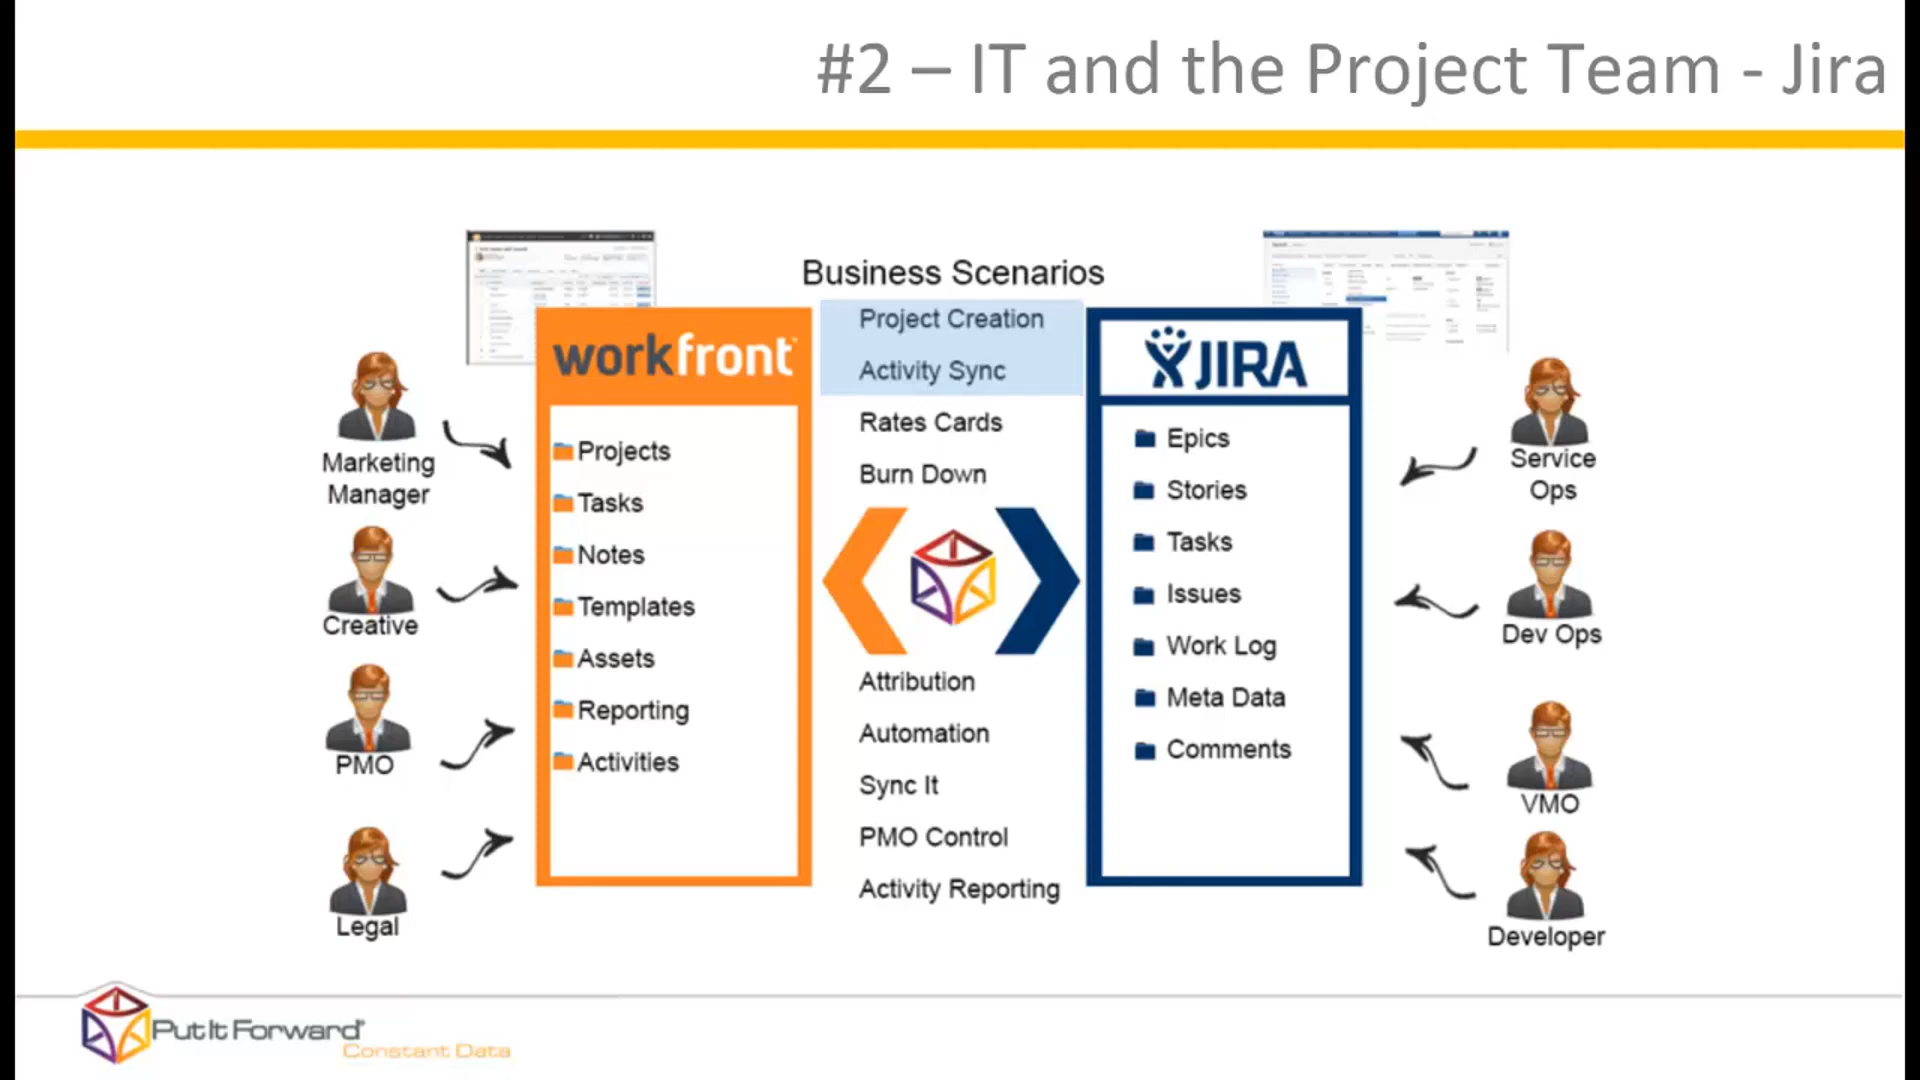 #2 – IT and the Project Team - Jira
Business Scenarios
Project Creation
Activity Sync
Rates Cards
Burn Down
Attribution
Automation
Sync It
PMO Control
Activity Reporting
workfront
Projects
Tasks
Notes
Templates
Assets
Reporting
Activities
JIRA
Epics
Stories
Tasks
Issues
Work Log
Meta Data
Comments
Marketing
Manager
Creative
PMO
Legal
Service
Ops
Dev Ops
VMO
Developer
PutItForward®
Constant Data